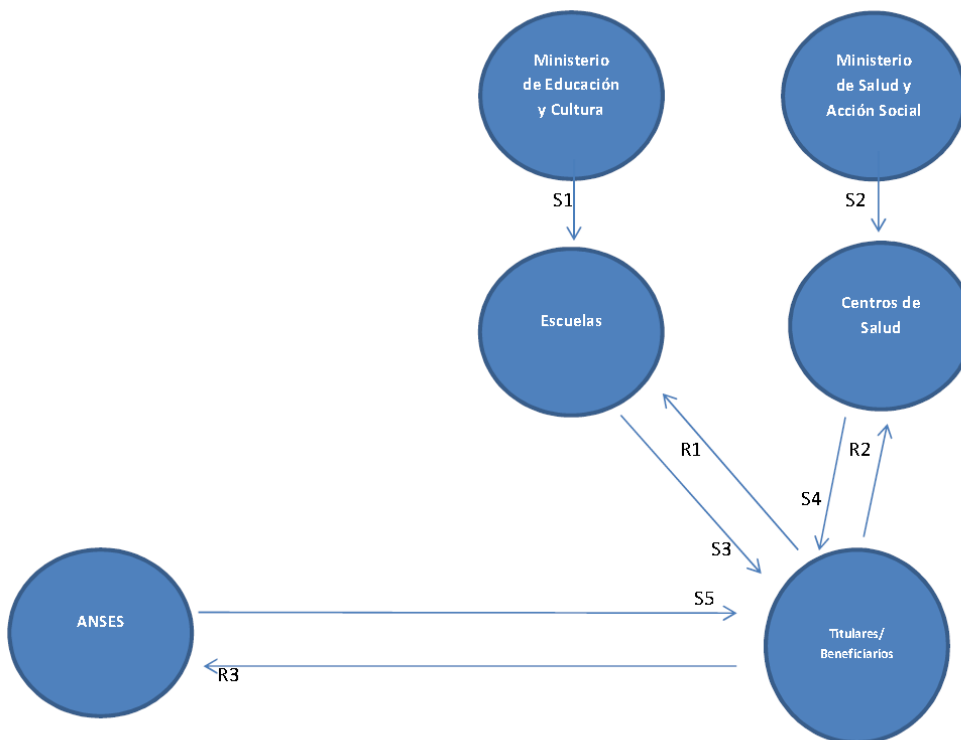 Ministerio
de Educación
y Cultura
Ministerio
de Salud y
Acción Social
S1
S2
Escuelas
Centros de
Salud
R1
R2
S4
S3
ANSES
S5
Titulares/
Beneficiarios
R3